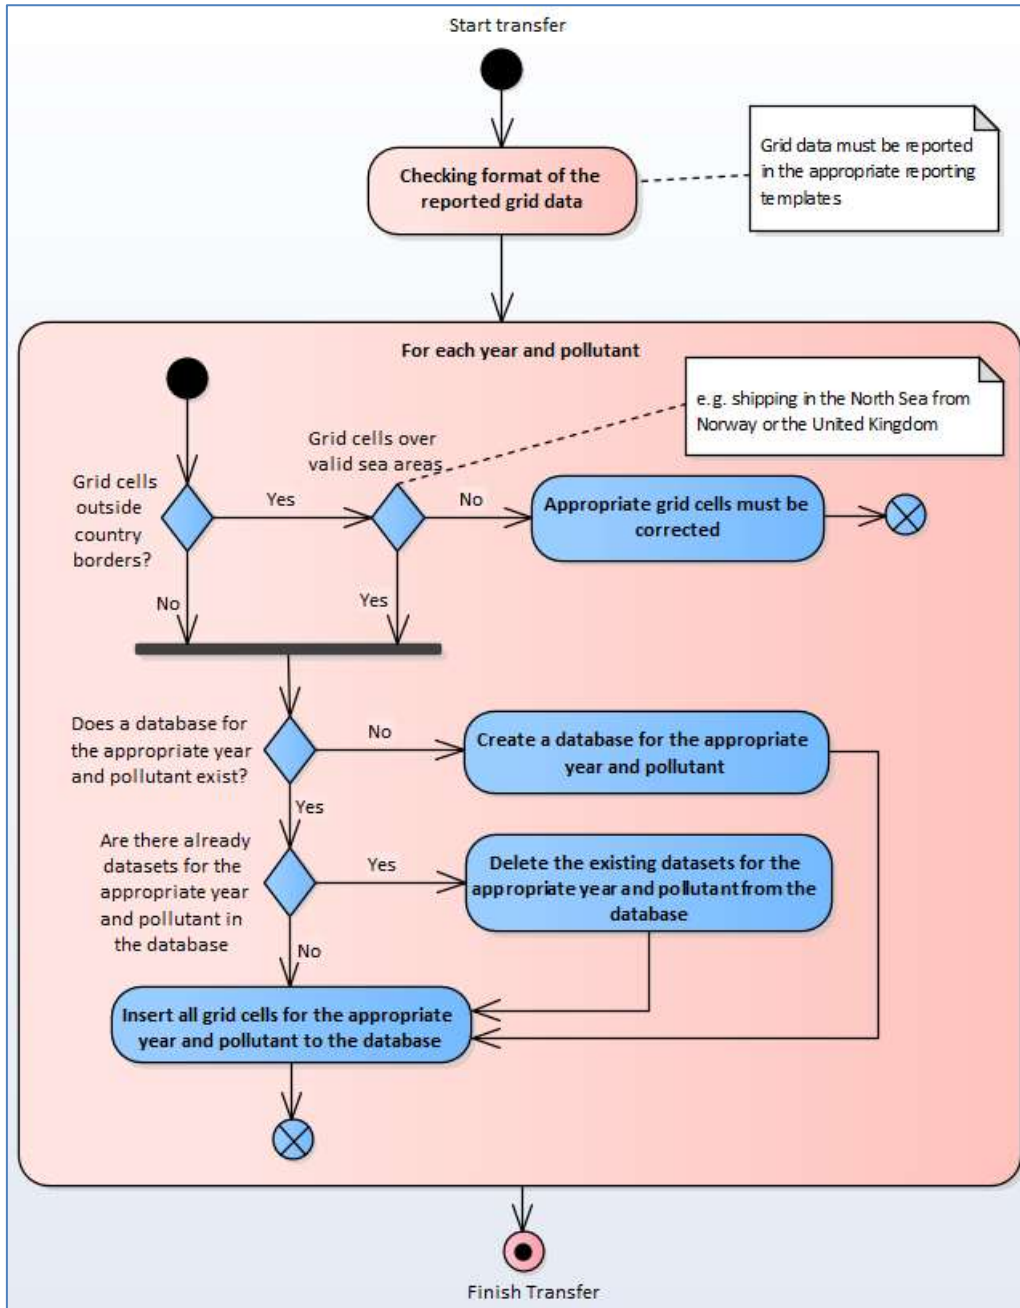 Start transfer
Checking format of the
reported grid data
Grid data must be reported
in the appropriate reporting
templates
For each year and pollutant
e.g. shipping in the North Sea from
Norway or the United Kingdom
Grid cells over
valid sea areas
Grid cells
outside
country
borders?
Yes
No
Appropriate grid cells must be
corrected
No
Yes
Does a database for
the appropriate year
and pollutant exist?
No
Create a database for the appropriate
year and pollutant
Yes
Are there already
datasets for the
appropriate year
and pollutant in
the database
Yes
Delete the existing datasets for the
appropriate year and pollutant from the
database
No
Insert all grid cells for the appropriate
year and pollutant to the database
Finish Transfer